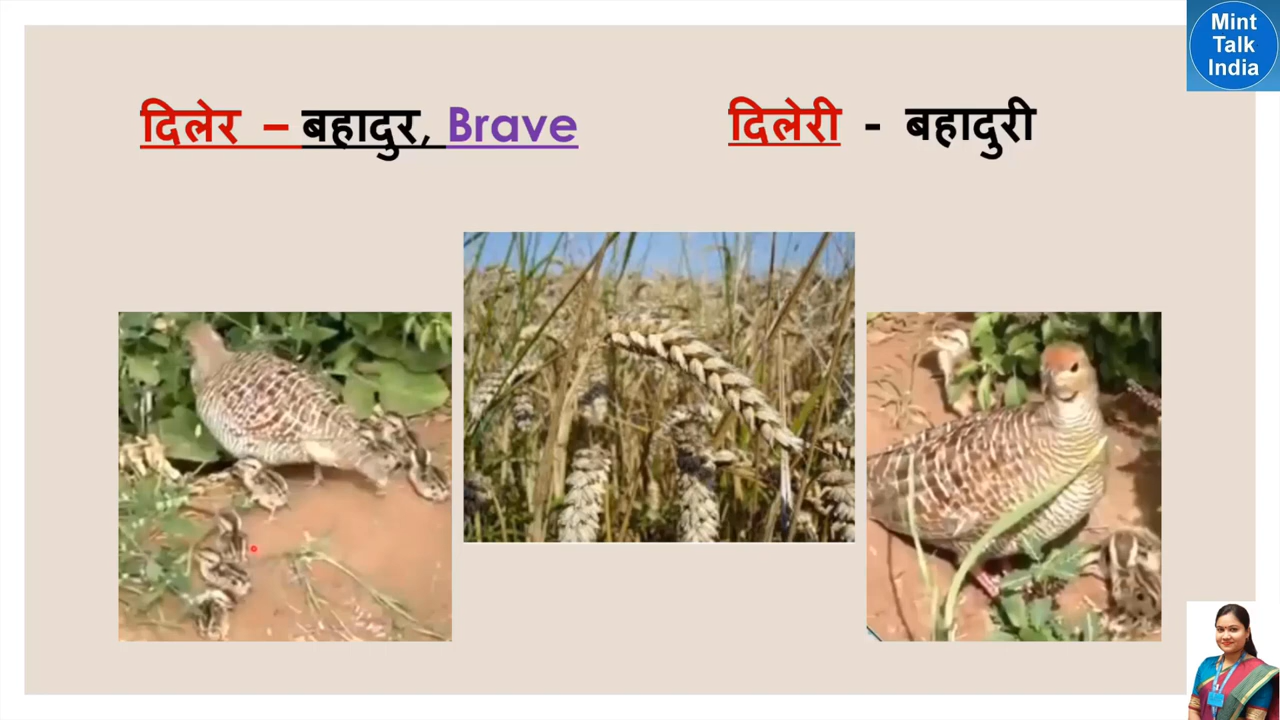 दिलेर – बहादुर, Brave
दिलेरी - बहादुरी
Mint
Talk
India